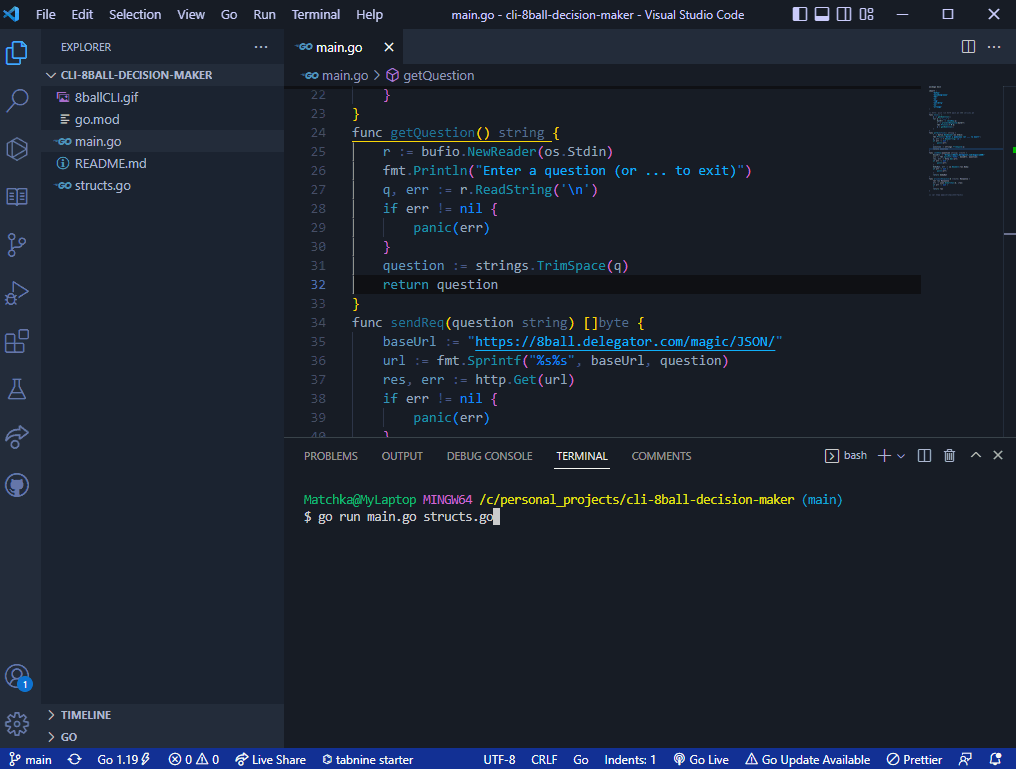 File Edit Selection View Go Run Terminal Help main.go - cli-8ball-decision-maker - Visual Studio Code
EXPLORER
CLI-8BALL-DECISION-MAKER
8ballCLI.gif
go.mod
main.go
README.md
structs.go
TIMELINE
GO
main.go
main.go > getQuestion
22 }
23 }
24 func getQuestion() string {
25 r := bufio.NewReader(os.Stdin)
26 fmt.Println("Enter a question (or ... to exit)")
27 q, err := r.ReadString('\n')
28 if err != nil {
29 panic(err)
30 }
31 question := strings.TrimSpace(q)
32 return question
33 }
34 func sendReq(question string) []byte {
35 baseUrl := "https://8ball.delegator.com/magic/JSON/"
36 url := fmt.Sprintf("%s%s", baseUrl, question)
37 res, err := http.Get(url)
38 if err != nil {
39 panic(err)
40 }
PROBLEMS OUTPUT DEBUG CONSOLE TERMINAL COMMENTS bash
Matchka@MyLaptop MINGW64 /c/personal_projects/cli-8ball-decision-maker (main)
$ go run main.go structs.go
1
main Go 1.19 0 0 Live Share tabnine starter UTF-8 CRLF Go Indents: 1 Go Live Go Update Available Prettier